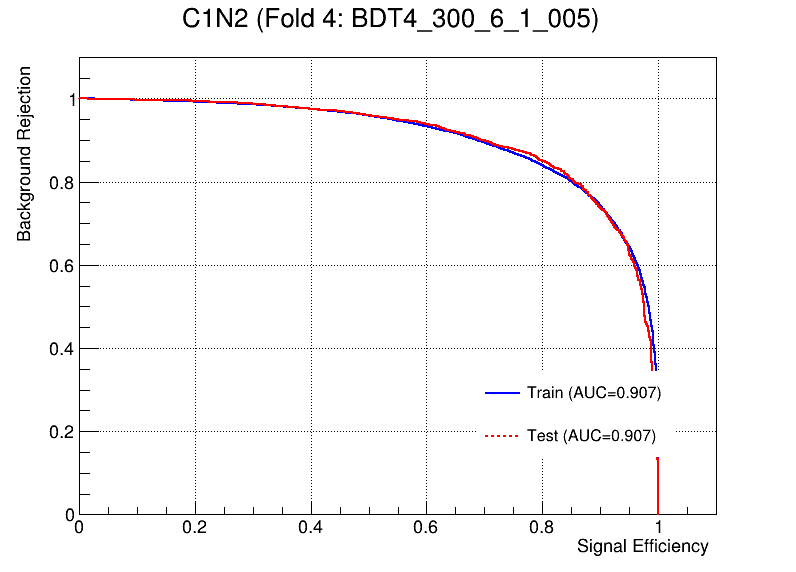 C1N2 (Fold 4: BDT4_300_6_1_005)
Background Rejection
1
0.8
0.6
0.4
0.2
0
Train (AUC=0.907)
Test (AUC=0.907)
0 0.2 0.4 0.6 0.8 1
Signal Efficiency